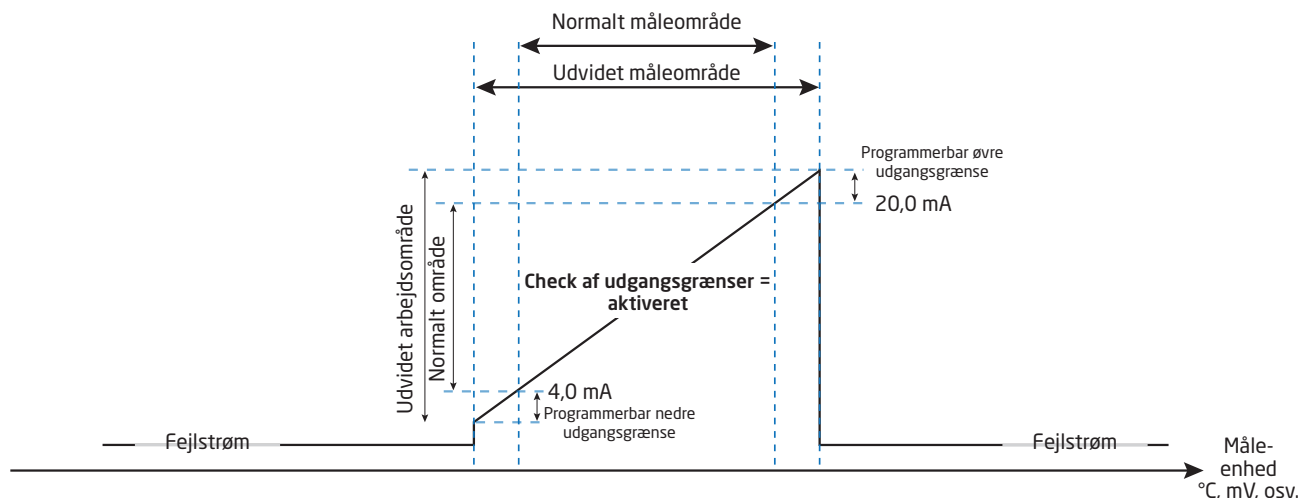 Normalt måleområde
Udvidet måleområde
Programmerbar øvre
udgangsgrænse
20,0 mA
Udvidet arbejdsområde
Normalt område
Check af udgangsgrænser =
aktiveret
4,0 mA
Programmerbar nedre
udgangsgrænse
Fejlstrøm
Fejlstrøm
Måle-
enhed
°C, mV, osv.